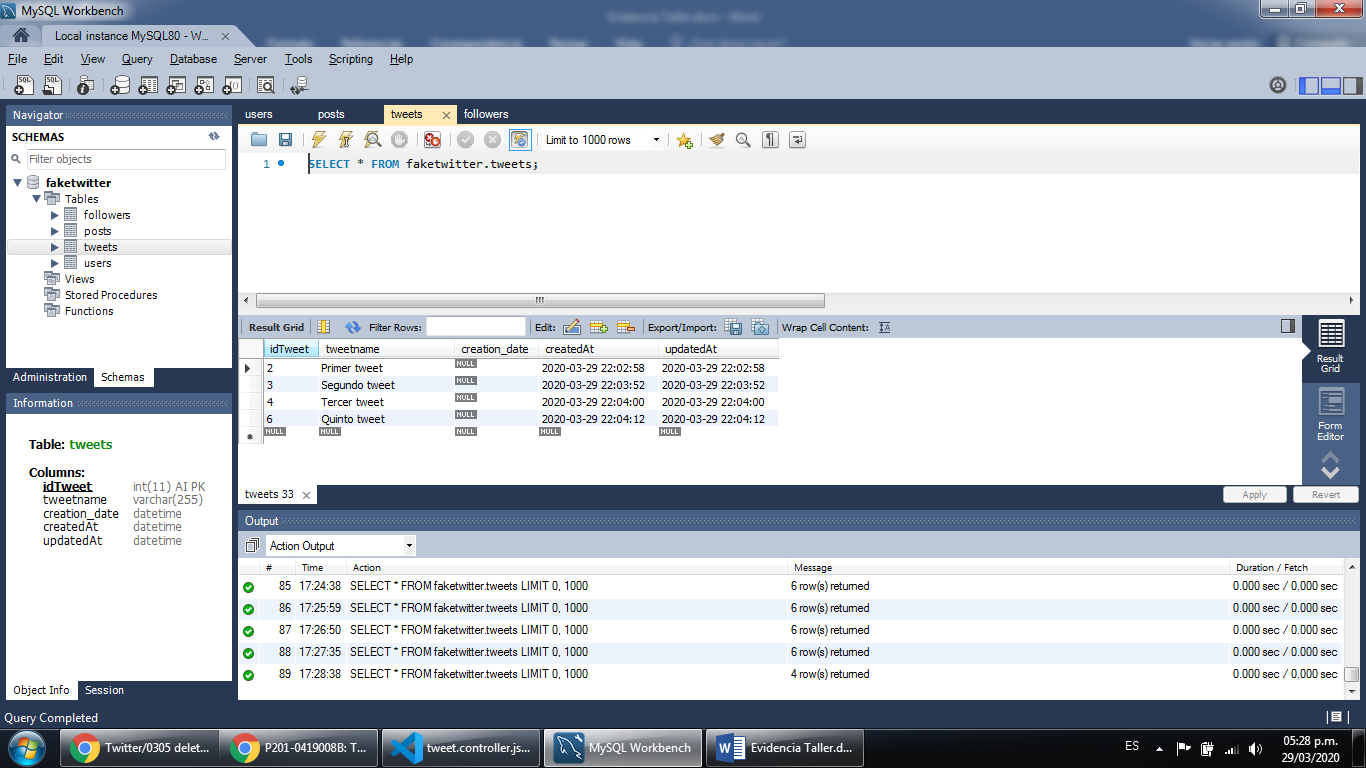 MySQL Workbench
Local instance MySQL80 - W...
File Edit View Query Database Server Tools Scripting Help
Navigator
SCHEMAS
Filter objects
faketwitter
Tables
followers
posts
tweets
users
Views
Stored Procedures
Functions
Administration Schemas
Information
Table: tweets
Columns:
idTweet int(11) AI PK
tweetname varchar(255)
creation_date datetime
createdAt datetime
updatedAt datetime
Object Info Session
users posts tweets followers
Limit to 1000 rows
1 SELECT * FROM faketwitter.tweets;
Result Grid Filter Rows: Edit: Export/Import: Wrap Cell Content:
idTweet tweetname creation_date createdAt updatedAt
2 Primer tweet NULL 2020-03-29 22:02:58 2020-03-29 22:02:58
3 Segundo tweet NULL 2020-03-29 22:03:52 2020-03-29 22:03:52
4 Tercer tweet NULL 2020-03-29 22:04:00 2020-03-29 22:04:00
6 Quinto tweet NULL 2020-03-29 22:04:12 2020-03-29 22:04:12
NULL NULL NULL NULL NULL
Result
Grid
Form
Editor
tweets 33
Apply Revert
Output
Action Output
# Time Action Message Duration / Fetch
85 17:24:38 SELECT * FROM faketwitter.tweets LIMIT 0, 1000 6 row(s) returned 0.000 sec / 0.000 sec
86 17:25:59 SELECT * FROM faketwitter.tweets LIMIT 0, 1000 6 row(s) returned 0.000 sec / 0.000 sec
87 17:26:50 SELECT * FROM faketwitter.tweets LIMIT 0, 1000 6 row(s) returned 0.000 sec / 0.000 sec
88 17:27:35 SELECT * FROM faketwitter.tweets LIMIT 0, 1000 6 row(s) returned 0.000 sec / 0.000 sec
89 17:28:38 SELECT * FROM faketwitter.tweets LIMIT 0, 1000 4 row(s) returned 0.000 sec / 0.000 sec
Query Completed
Twitter/0305 delet... P201-0419008B: T... tweet.controller.js... MySQL Workbench Evidencia Taller.d... ES 05:28 p.m.
29/03/2020